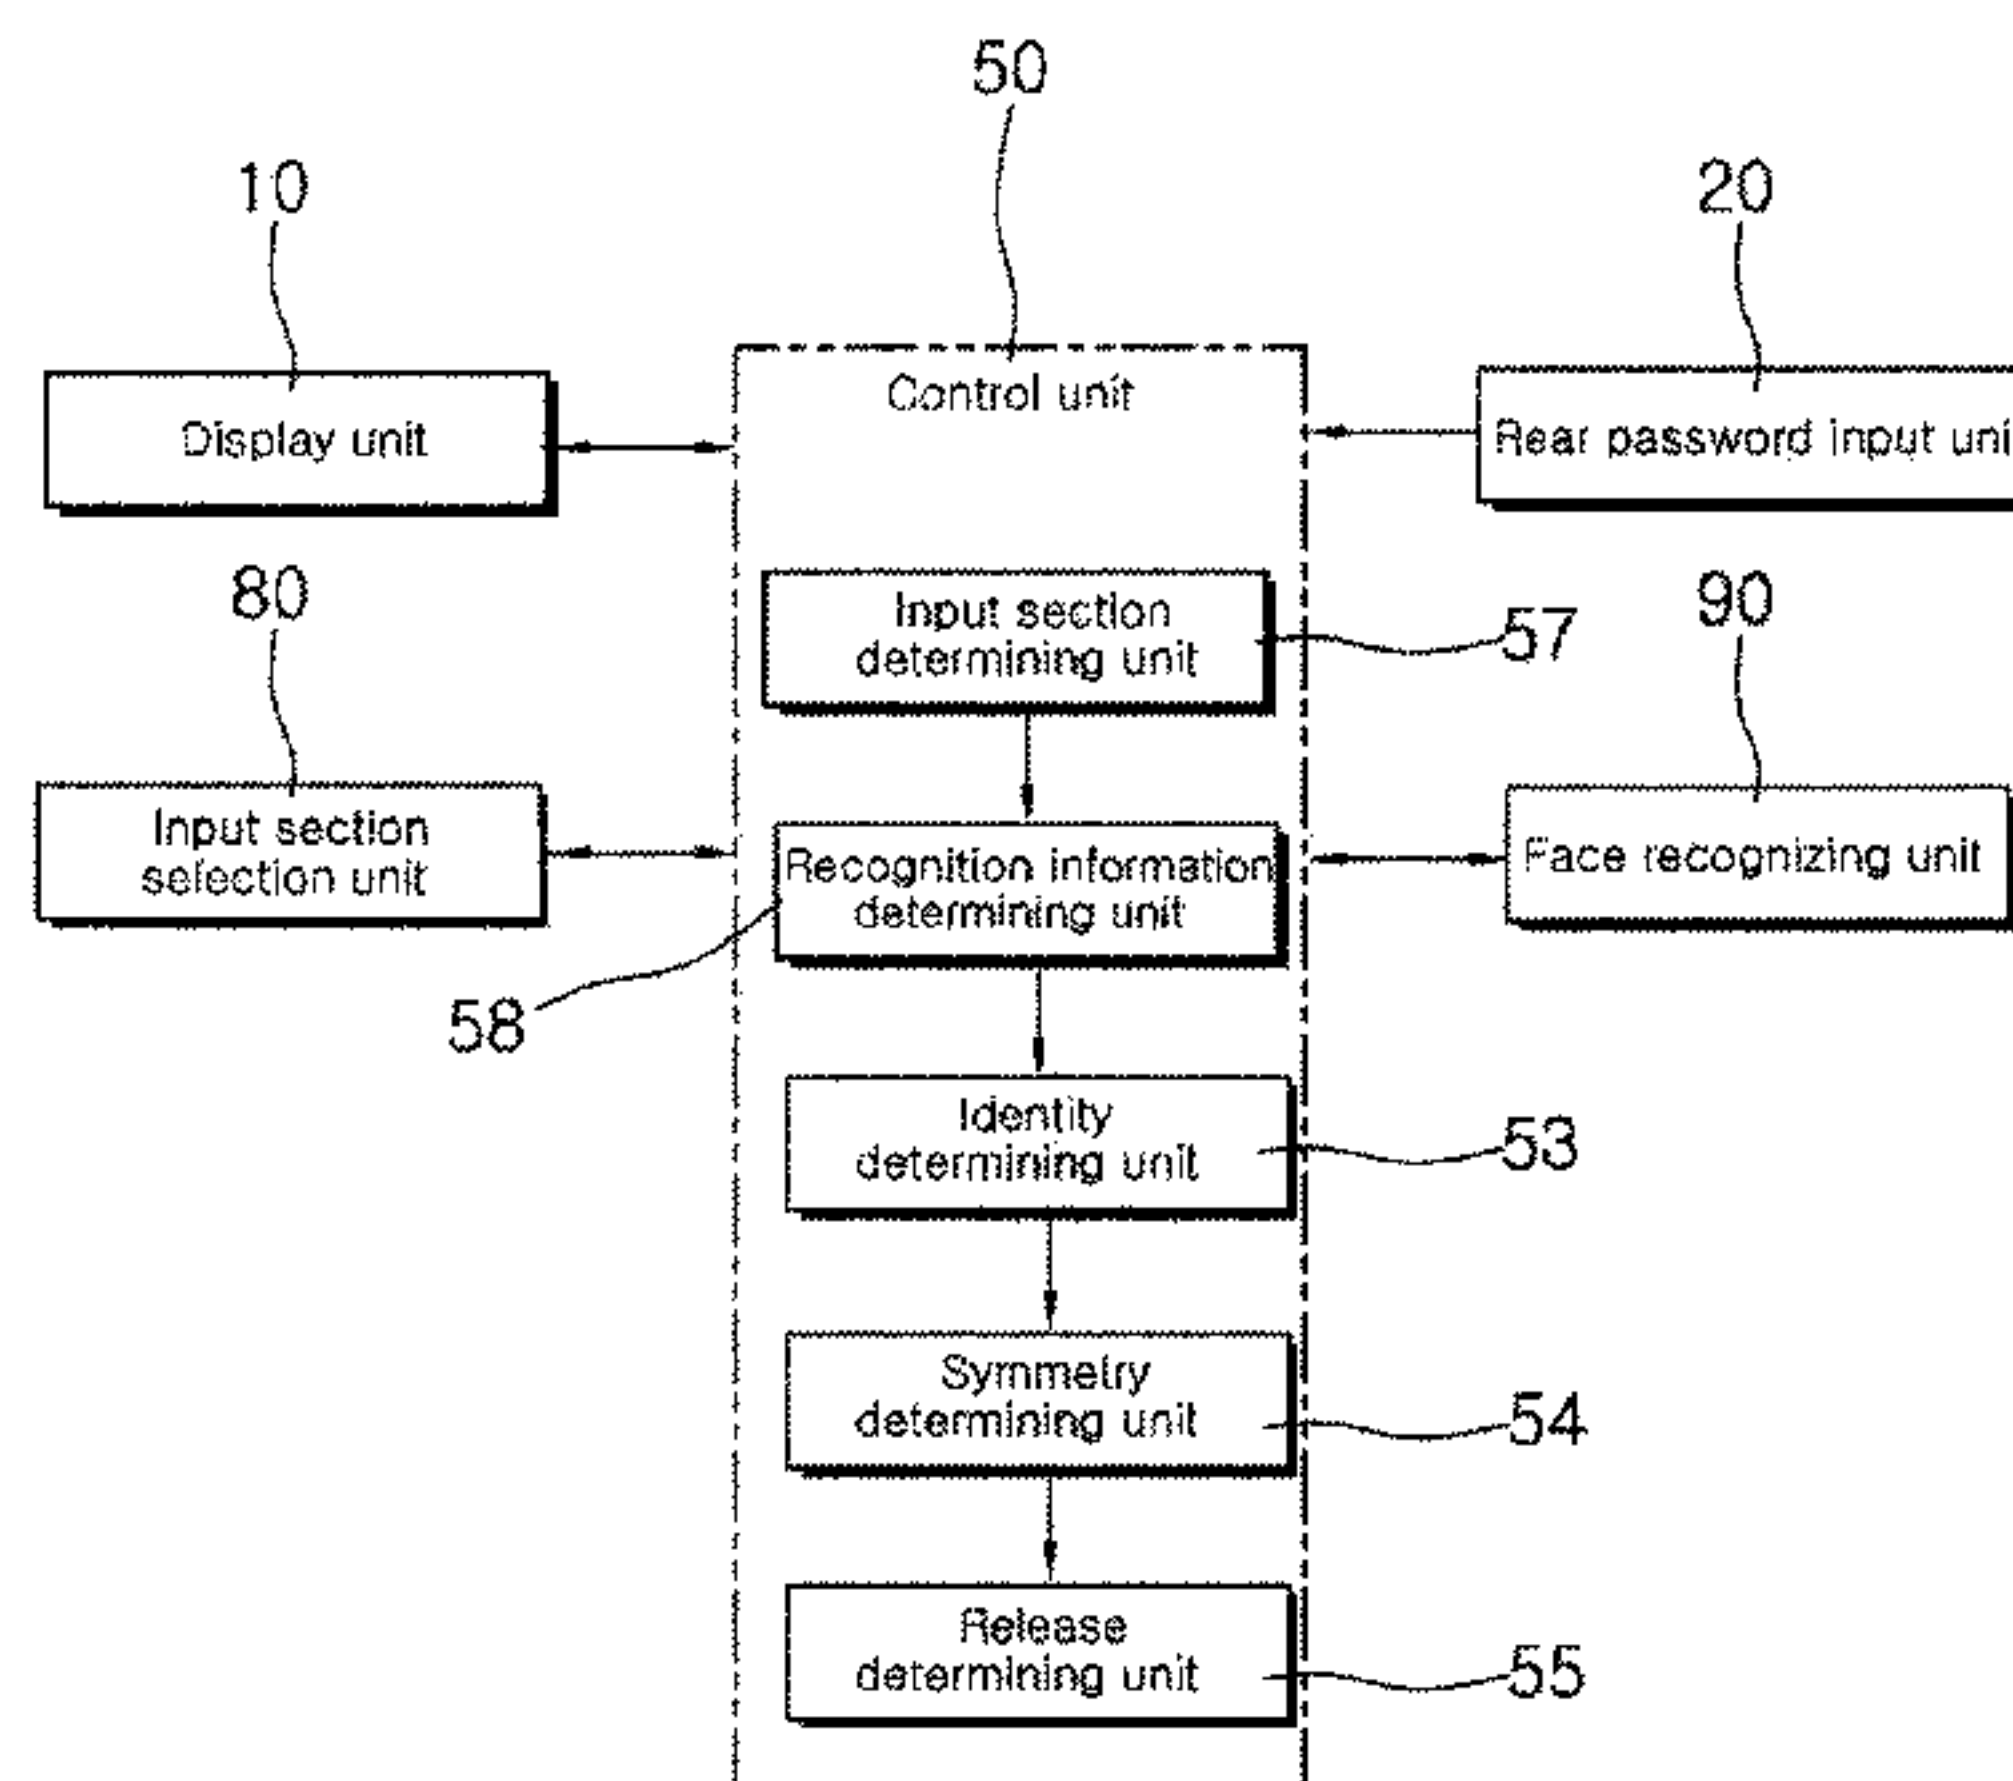 50
10
20
Control unit
Display unit
Rear password input uni
80
Input section
determining unit
57
90
Input section
selection unit
Recognition information
determining unit
Face recognizing unit
58
Identity
determining unit
53
Symmetry
determining unit
54
Release
determining unit
55